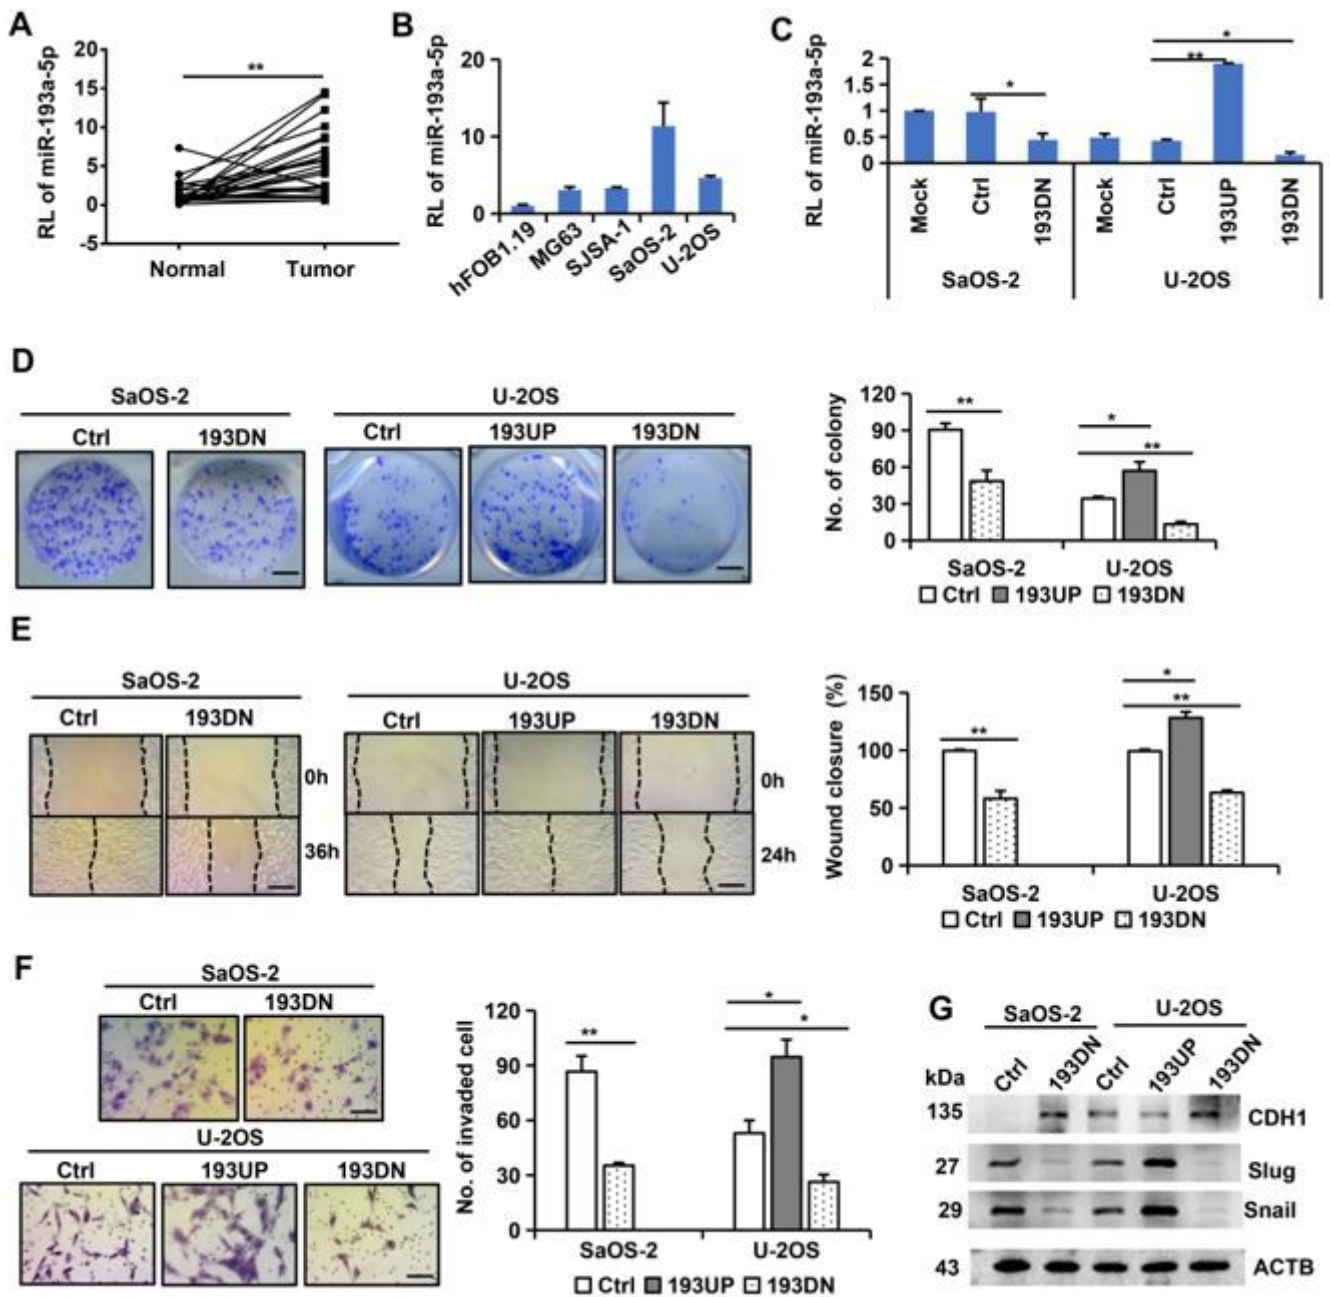 A
RL of miR-193a-5p
20
15
10
5
0
-5
**
Normal Tumor
B
RL of miR-193a-5p
20
10
0
hFOB1.19 MG63 SJSA-1 SaOS-2 U-2OS
C
RL of miR-193a-5p
2
1.5
1
0.5
0
*
**
*
Mock Ctrl 193DN Mock Ctrl 193UP 193DN
SaOS-2 U-2OS
D
SaOS-2 U-2OS
Ctrl 193DN Ctrl 193UP 193DN
No. of colony
120
90
60
30
0
**
*
**
SaOS-2 U-2OS
Ctrl 193UP 193DN
E
SaOS-2 U-2OS
Ctrl 193DN Ctrl 193UP 193DN
0h 0h
36h 24h
Wound closure (%)
150
100
50
0
**
*
**
SaOS-2 U-2OS
Ctrl 193UP 193DN
F
SaOS-2
Ctrl 193DN
U-2OS
Ctrl 193UP 193DN
No. of invaded cell
120
90
60
30
0
**
*
*
SaOS-2 U-2OS
Ctrl 193UP 193DN
G
SaOS-2 U-2OS
kDa Ctrl 193DN Ctrl 193UP 193DN
135 CDH1
27 Slug
29 Snail
43 ACTB